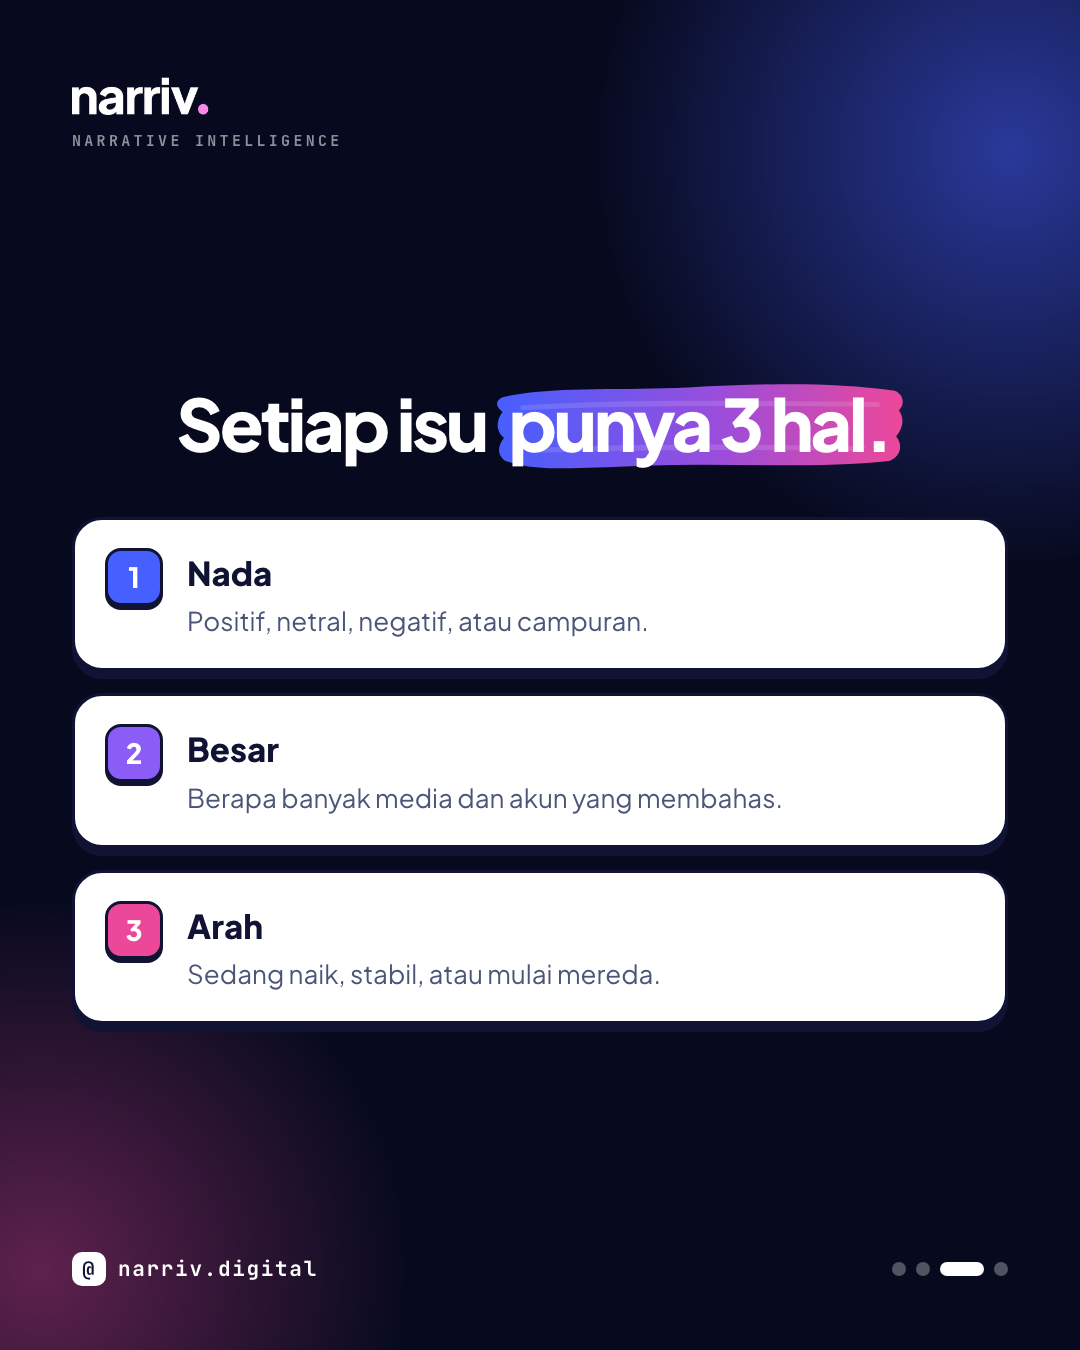 narriv.
NARRATIVE INTELLIGENCE
Setiap isu punya 3 hal.
1
Nada
Positif, netral, negatif, atau campuran.
2
Besar
Berapa banyak media dan akun yang membahas.
3
Arah
Sedang naik, stabil, atau mulai mereda.
@ narriv.digital